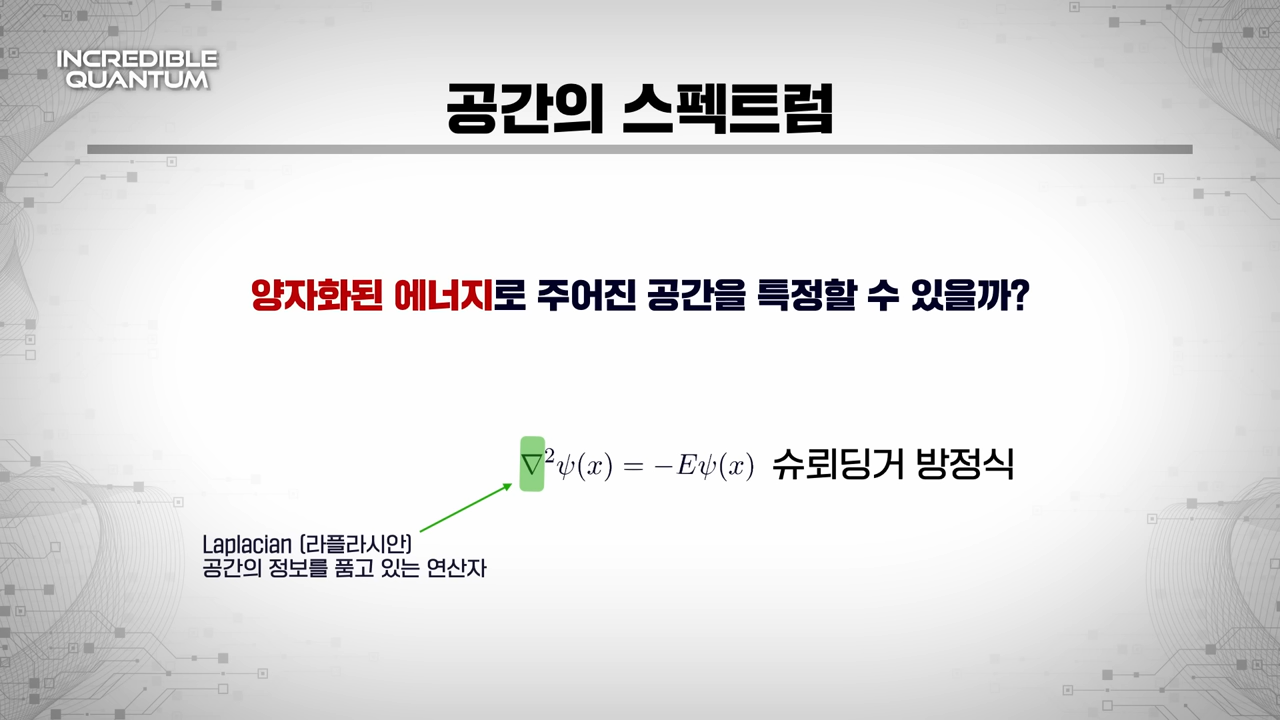 INCREDIBLE
QUANTUM
공간의 스펙트럼
양자화된 에너지로 주어진 공간을 특정할 수 있을까?
∇²ψ(x) = −Eψ(x) 슈뢰딩거 방정식
Laplacian (라플라시안)
공간의 정보를 품고 있는 연산자